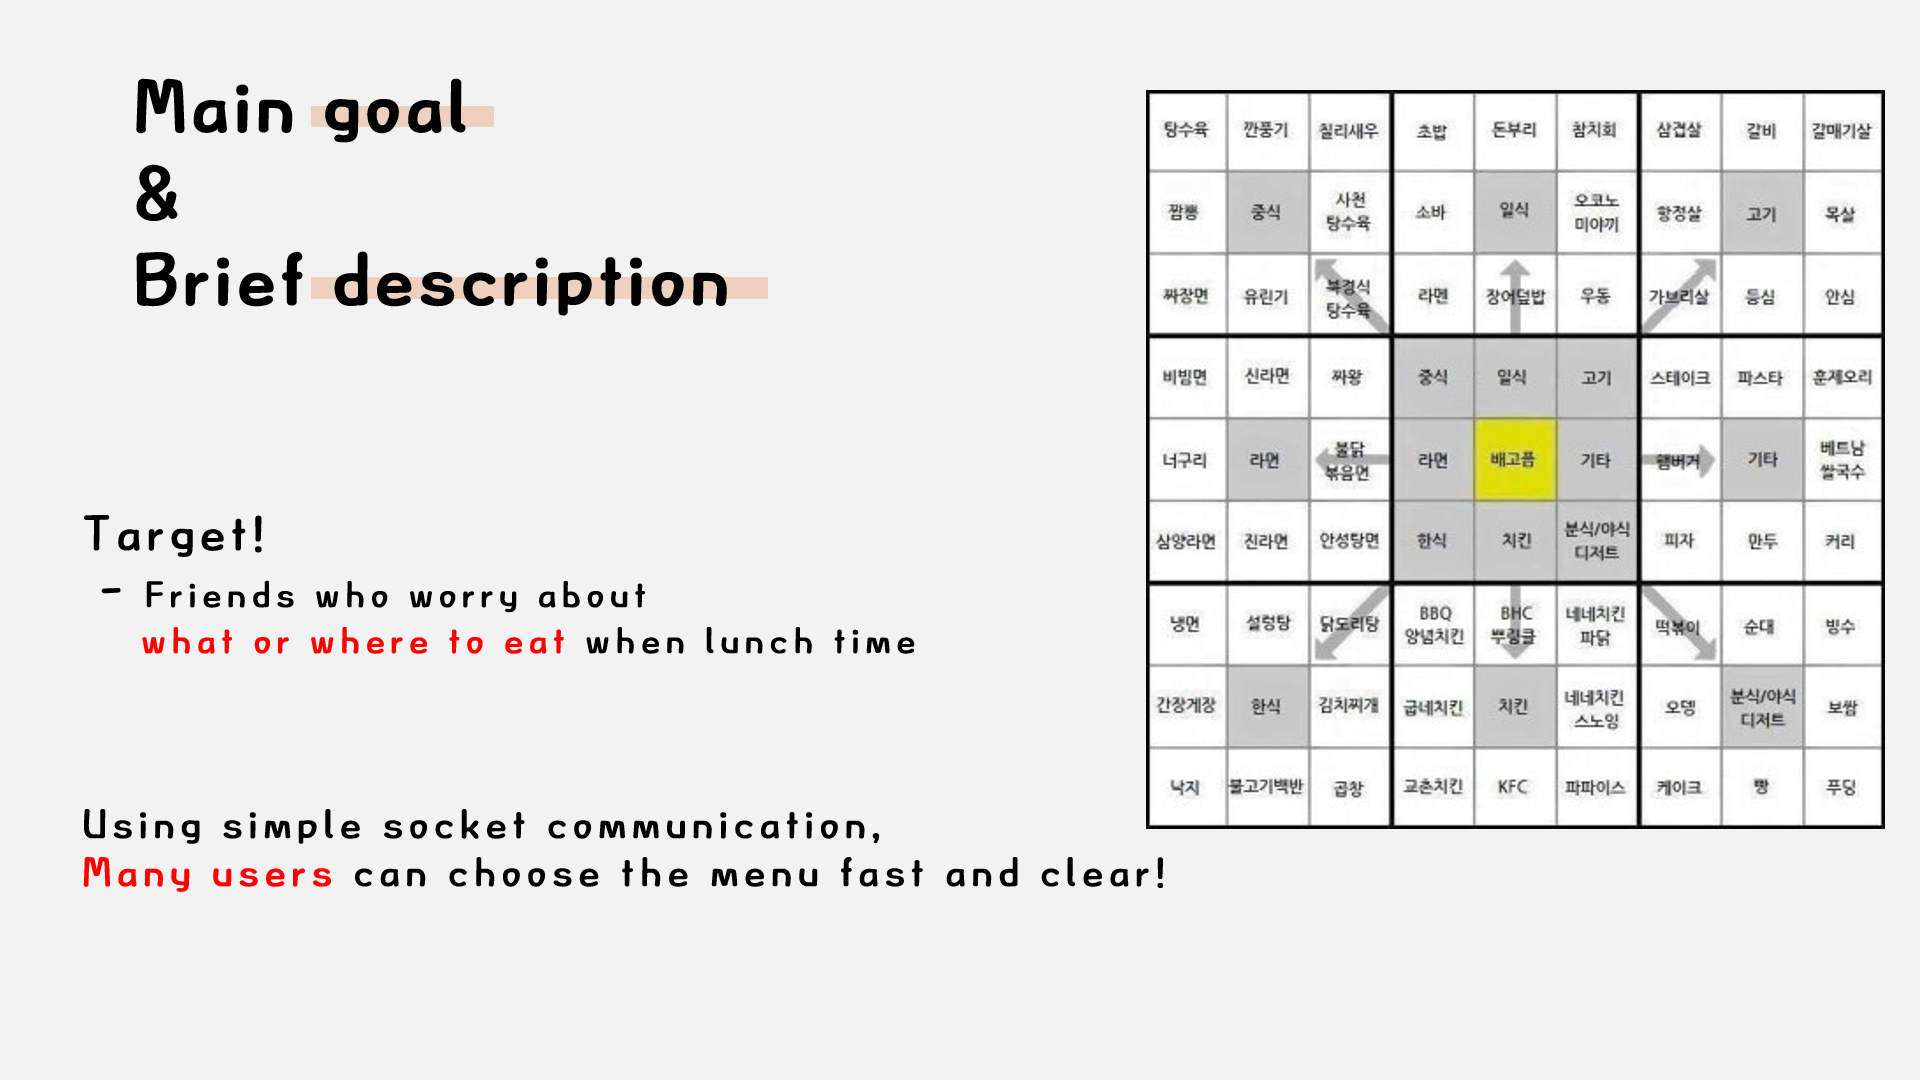 Main goal
&
Brief description
Target!
- Friends who worry about
what or where to eat when lunch time
Using simple socket communication,
Many users can choose the menu fast and clear!
탕수육 깐풍기 칠리새우 초밥 돈부리 참치회 삼겹살 갈비 갈매기살
짬뽕 중식 사천 탕수육 소바 일식 오코노 미야끼 항정살 고기 목살
짜장면 유린기 북경식 탕수육 라멘 장어덮밥 우동 가브리살 등심 안심
비빔면 신라면 짜왕 중식 일식 고기 스테이크 파스타 훈제오리
너구리 라면 불닭 볶음면 라면 배고픔 기타 햄버거 기타 베트남 쌀국수
삼양라면 진라면 안성탕면 한식 치킨 분식/야식 디저트 피자 만두 커리
냉면 설렁탕 닭도리탕 BBQ 양념치킨 BHC 뿌링클 네네치킨 파닭 떡볶이 순대 빙수
간장게장 한식 김치찌개 굽네치킨 치킨 네네치킨 스노잉 오뎅 분식/야식 디저트 보쌈
낙지 불고기백반 곱창 교촌치킨 KFC 파파이스 케이크 빵 푸딩